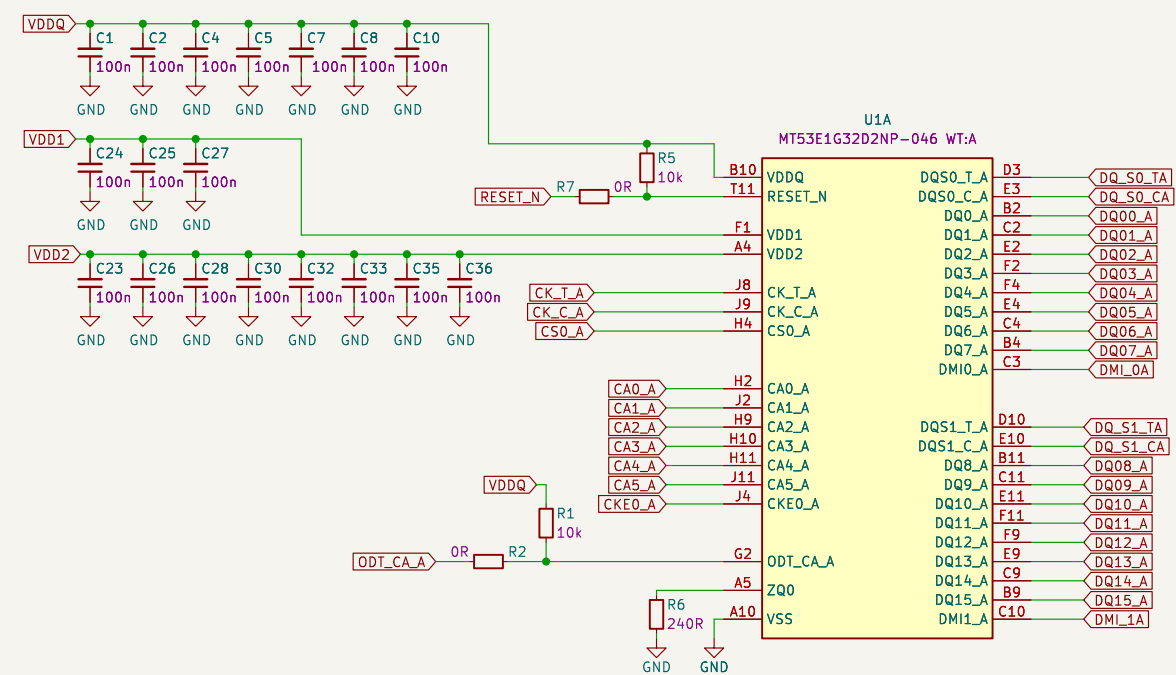 VDDQ
C1 C2 C4 C5 C7 C8 C10
100n 100n 100n 100n 100n 100n 100n
GND GND GND GND GND GND GND
VDD1
C24 C25 C27
100n 100n 100n
GND GND GND
VDD2
C23 C26 C28 C30 C32 C33 C35 C36
100n 100n 100n 100n 100n 100n 100n 100n
GND GND GND GND GND GND GND GND
U1A
MT53E1G32D2NP-046 WT:A
R5
10k
RESET_N R7 0R
B10 VDDQ
T11 RESET_N
F1 VDD1
A4 VDD2
CK_T_A J8 CK_T_A
CK_C_A J9 CK_C_A
CS0_A H4 CS0_A
CA0_A H2 CA0_A
CA1_A J2 CA1_A
CA2_A H9 CA2_A
CA3_A H10 CA3_A
CA4_A H11 CA4_A
CA5_A J11 CA5_A
CKE0_A J4 CKE0_A
VDDQ
R1
10k
ODT_CA_A 0R R2 G2 ODT_CA_A
A5 ZQ0
R6
240R
GND
A10 VSS
GND
DQS0_T_A D3 DQ_S0_TA
DQS0_C_A E3 DQ_S0_CA
DQ0_A B2 DQ00_A
DQ1_A C2 DQ01_A
DQ2_A E2 DQ02_A
DQ3_A F2 DQ03_A
DQ4_A F4 DQ04_A
DQ5_A E4 DQ05_A
DQ6_A C4 DQ06_A
DQ7_A B4 DQ07_A
DMI0_A C3 DMI_0A
DQS1_T_A D10 DQ_S1_TA
DQS1_C_A E10 DQ_S1_CA
DQ8_A B11 DQ08_A
DQ9_A C11 DQ09_A
DQ10_A E11 DQ10_A
DQ11_A F11 DQ11_A
DQ12_A F9 DQ12_A
DQ13_A E9 DQ13_A
DQ14_A C9 DQ14_A
DQ15_A B9 DQ15_A
DMI1_A C10 DMI_1A